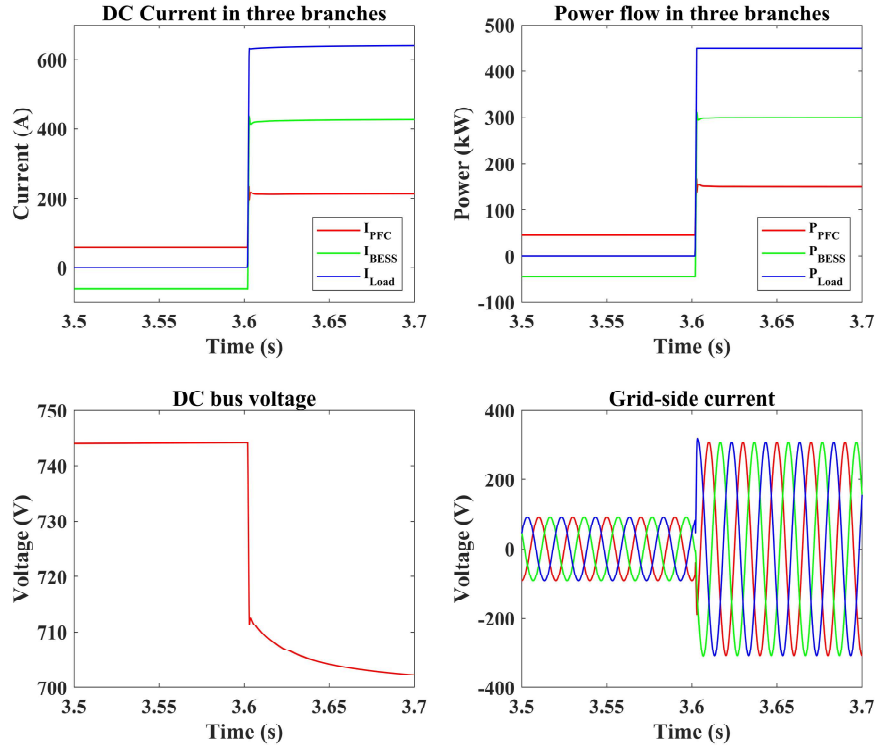 DC Current in three branches
600
400
200
0
Current (A)
I_PFC
I_BESS
I_Load
3.5 3.55 3.6 3.65 3.7
Time (s)
Power flow in three branches
500
400
300
200
100
0
-100
Power (kW)
P_PFC
P_BESS
P_Load
3.5 3.55 3.6 3.65 3.7
Time (s)
DC bus voltage
750
740
730
720
710
700
Voltage (V)
3.5 3.55 3.6 3.65 3.7
Time (s)
Grid-side current
400
200
0
-200
-400
Voltage (V)
3.5 3.55 3.6 3.65 3.7
Time (s)